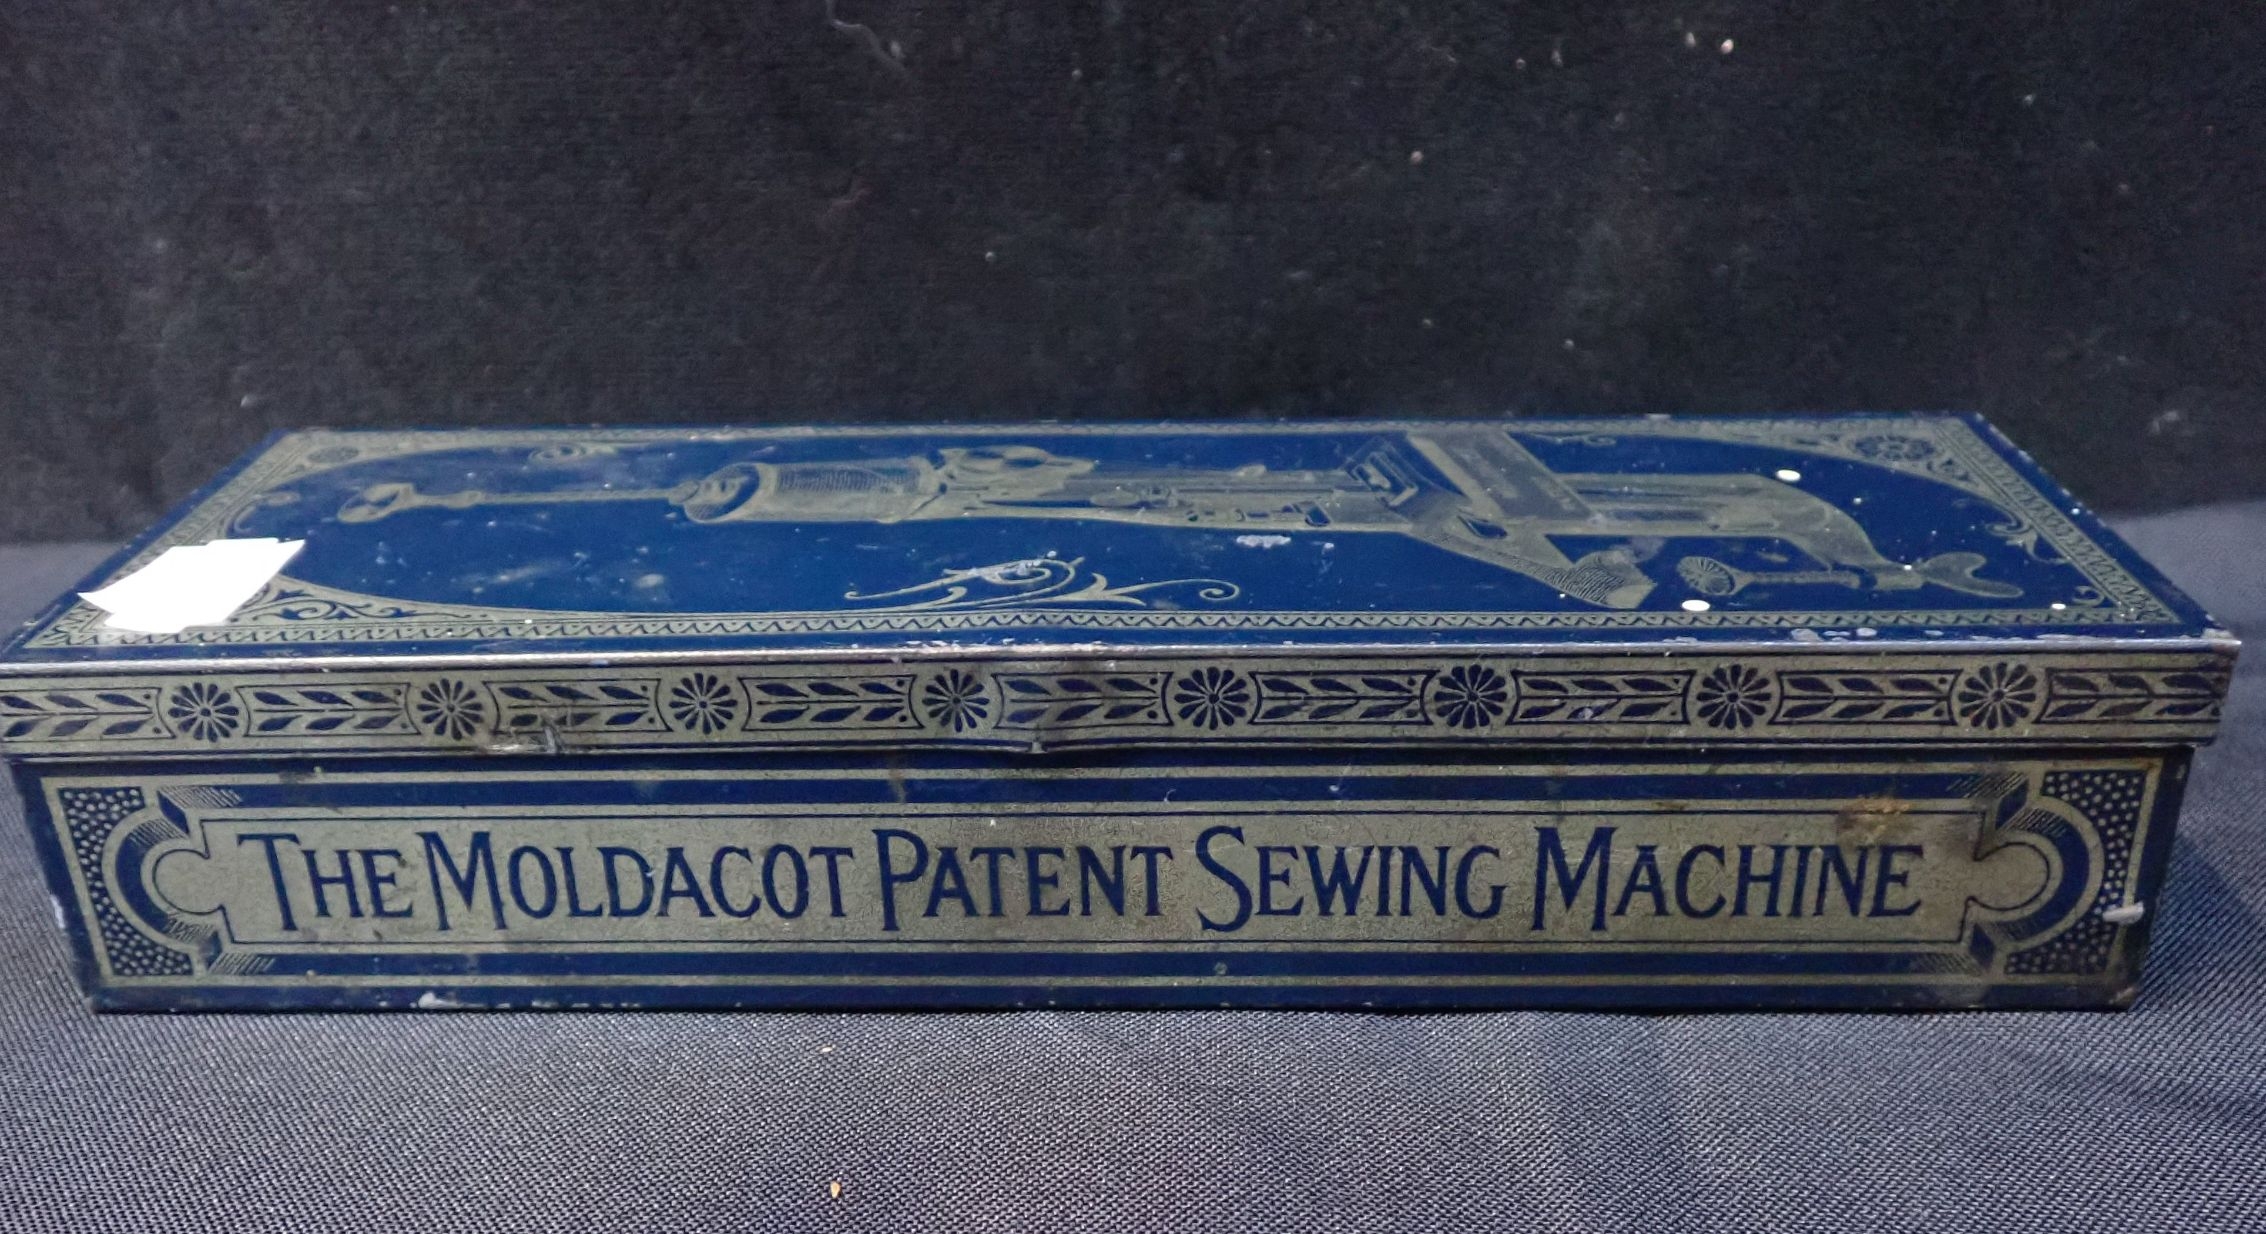 THE MOLDACOT PATENT SEWING MACHINE